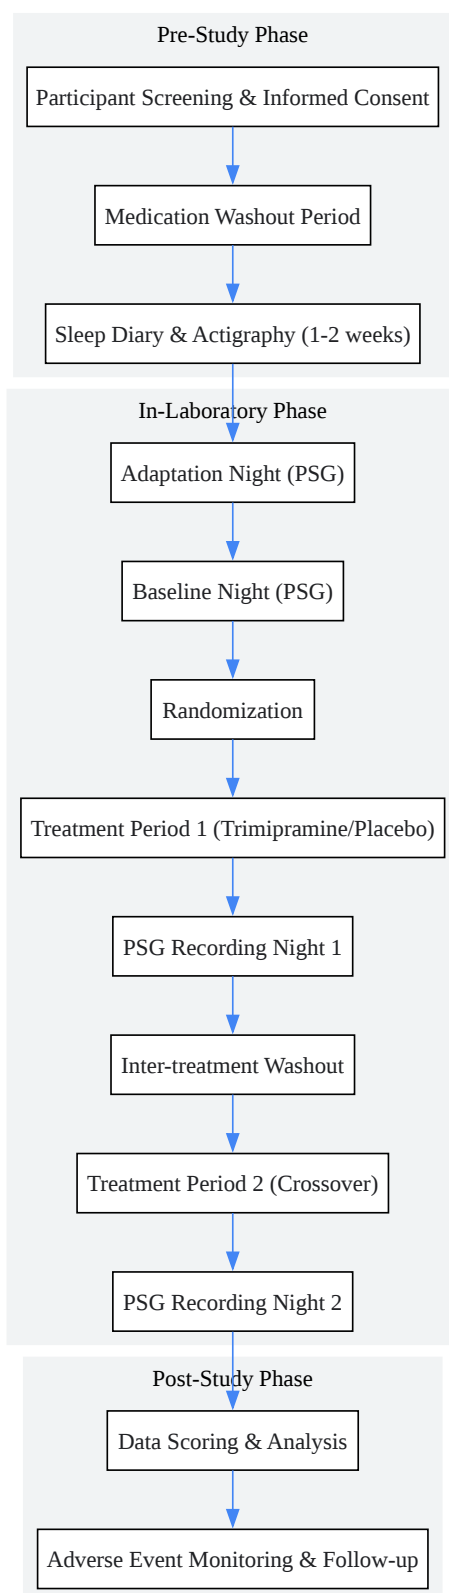 Pre-Study Phase
Participant Screening & Informed Consent
Medication Washout Period
Sleep Diary & Actigraphy (1-2 weeks)
In-Laboratory Phase
Adaptation Night (PSG)
Baseline Night (PSG)
Randomization
Treatment Period 1 (Trimipramine/Placebo)
PSG Recording Night 1
Inter-treatment Washout
Treatment Period 2 (Crossover)
PSG Recording Night 2
Post-Study Phase
Data Scoring & Analysis
Adverse Event Monitoring & Follow-up